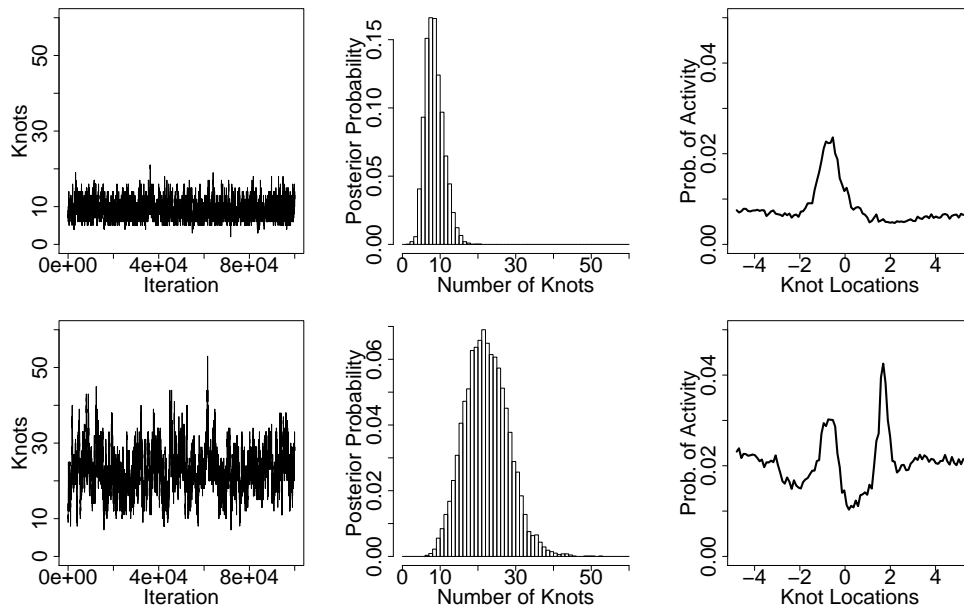 Knots
0 10 30 50
0e+00 4e+04 8e+04
Iteration
Posterior Probability
0.00 0.05 0.10 0.15
0 10 30 50
Number of Knots
Prob. of Activity
0.00 0.02 0.04
−4 −2 0 2 4
Knot Locations
Knots
0 10 30 50
0e+00 4e+04 8e+04
Iteration
Posterior Probability
0.00 0.02 0.04 0.06
0 10 30 50
Number of Knots
Prob. of Activity
0.00 0.02 0.04
−4 −2 0 2 4
Knot Locations